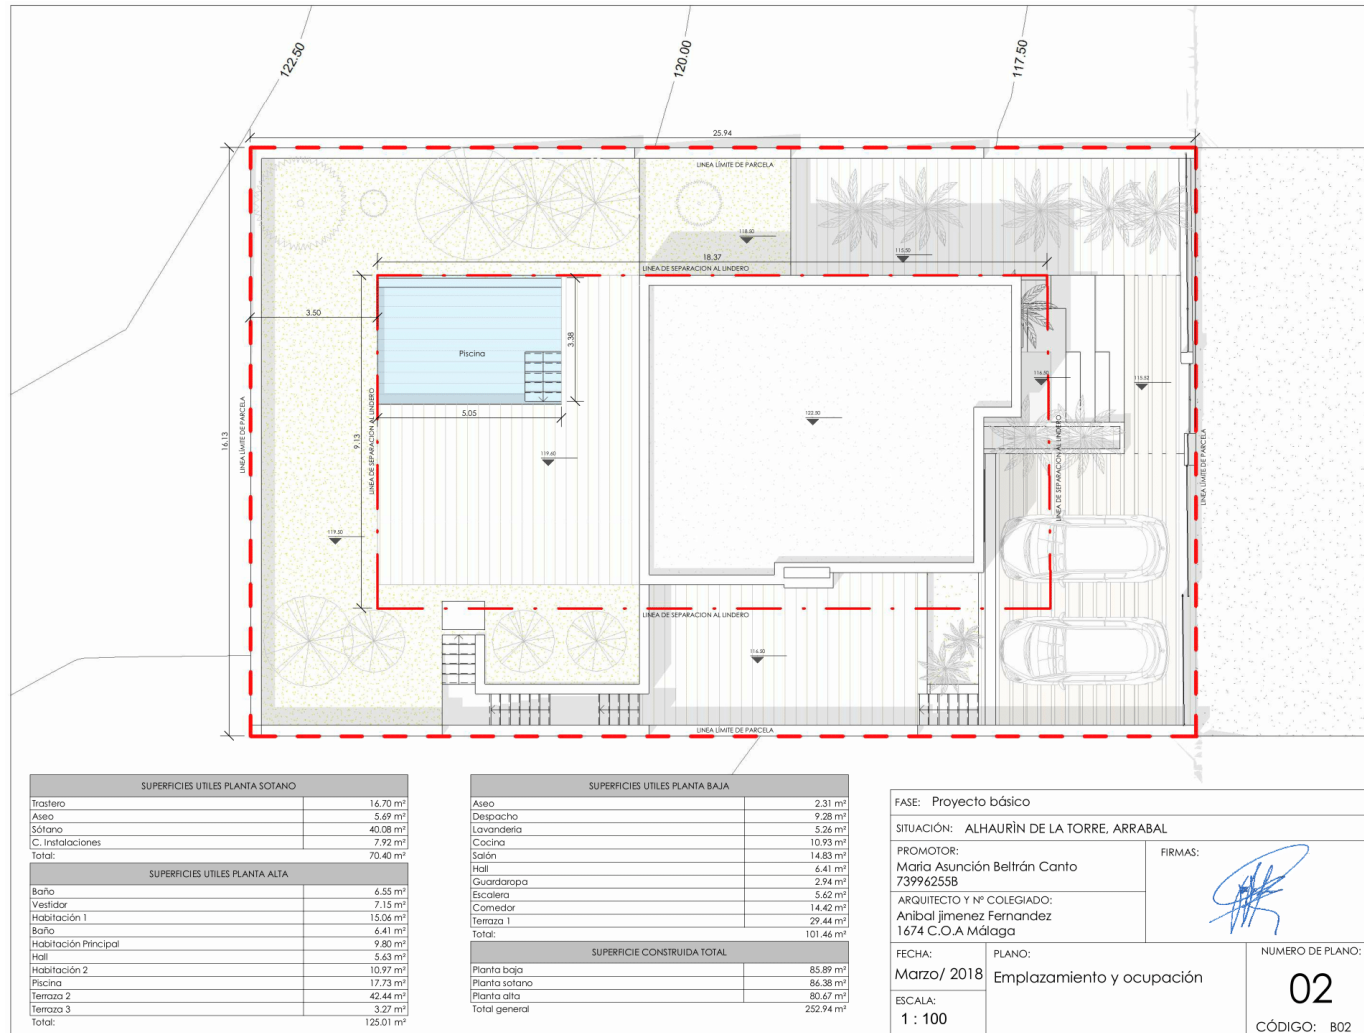 122.50
120.00
117.50
25.94
LINEA LÍMITE DE PARCELA
118.50
115.50
18.37
LINEA DE SEPARACION AL LINDERO
3.50
3.38
Piscina
116.50
115.52
5.05
122.50
16.13
LINEA LÍMITE DE PARCELA
9.13
LINEA DE SEPARACION AL LINDERO
119.60
LINEA DE SEPARACION AL LINDERO
LINEA LÍMITE DE PARCELA
119.50
LINEA DE SEPARACION AL LINDERO
116.50
LINEA LÍMITE DE PARCELA
SUPERFICIES UTILES PLANTA SOTANO
Trastero 16.70 m²
Aseo 5.69 m²
Sótano 40.08 m²
C. Instalaciones 7.92 m²
Total: 70.40 m²
SUPERFICIES UTILES PLANTA ALTA
Baño 6.55 m²
Vestidor 7.15 m²
Habitación 1 15.06 m²
Baño 6.41 m²
Habitación Principal 9.80 m²
Hall 5.63 m²
Habitación 2 10.97 m²
Piscina 17.73 m²
Terraza 2 42.44 m²
Terraza 3 3.27 m²
Total: 125.01 m²
SUPERFICIES UTILES PLANTA BAJA
Aseo 2.31 m²
Despacho 9.28 m²
Lavanderia 5.26 m²
Cocina 10.93 m²
Salón 14.83 m²
Hall 6.41 m²
Guardaropa 2.94 m²
Escalera 5.62 m²
Comedor 14.42 m²
Terraza 1 29.44 m²
Total: 101.46 m²
SUPERFICIE CONSTRUIDA TOTAL
Planta baja 85.89 m²
Planta sotano 86.38 m²
Planta alta 80.67 m²
Total general 252.94 m²
FASE: Proyecto básico
SITUACIÓN: ALHAURÌN DE LA TORRE, ARRABAL
PROMOTOR:
Maria Asunción Beltrán Canto
73996255B
FIRMAS:
ARQUITECTO Y Nº COLEGIADO:
Anibal jimenez Fernandez
1674 C.O.A Málaga
FECHA:
Marzo/ 2018
PLANO:
Emplazamiento y ocupación
NUMERO DE PLANO:
02
ESCALA:
1 : 100
CÓDIGO: B02